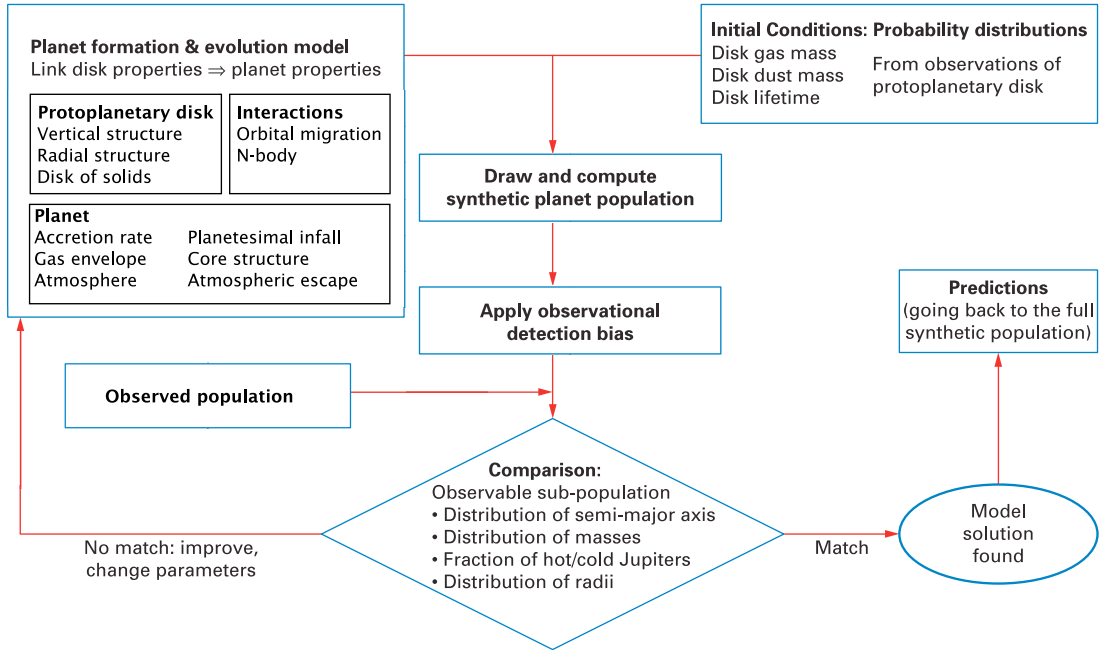 Planet formation & evolution model
Link disk properties ⇒ planet properties
Protoplanetary disk
Vertical structure
Radial structure
Disk of solids
Interactions
Orbital migration
N-body
Planet
Accretion rate
Gas envelope
Atmosphere
Planetesimal infall
Core structure
Atmospheric escape
Initial Conditions: Probability distributions
Disk gas mass
Disk dust mass
Disk lifetime
From observations of
protoplanetary disk
Draw and compute
synthetic planet population
Apply observational
detection bias
Observed population
Comparison:
Observable sub-population
• Distribution of semi-major axis
• Distribution of masses
• Fraction of hot/cold Jupiters
• Distribution of radii
No match: improve,
change parameters
Match
Model
solution
found
Predictions
(going back to the full
synthetic population)